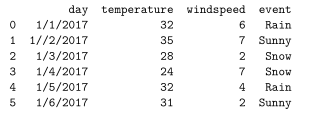 day temperature windspeed event
0 1/1/2017 32 6 Rain
1 1//2/2017 35 7 Sunny
2 1/3/2017 28 2 Snow
3 1/4/2017 24 7 Snow
4 1/5/2017 32 4 Rain
5 1/6/2017 31 2 Sunny